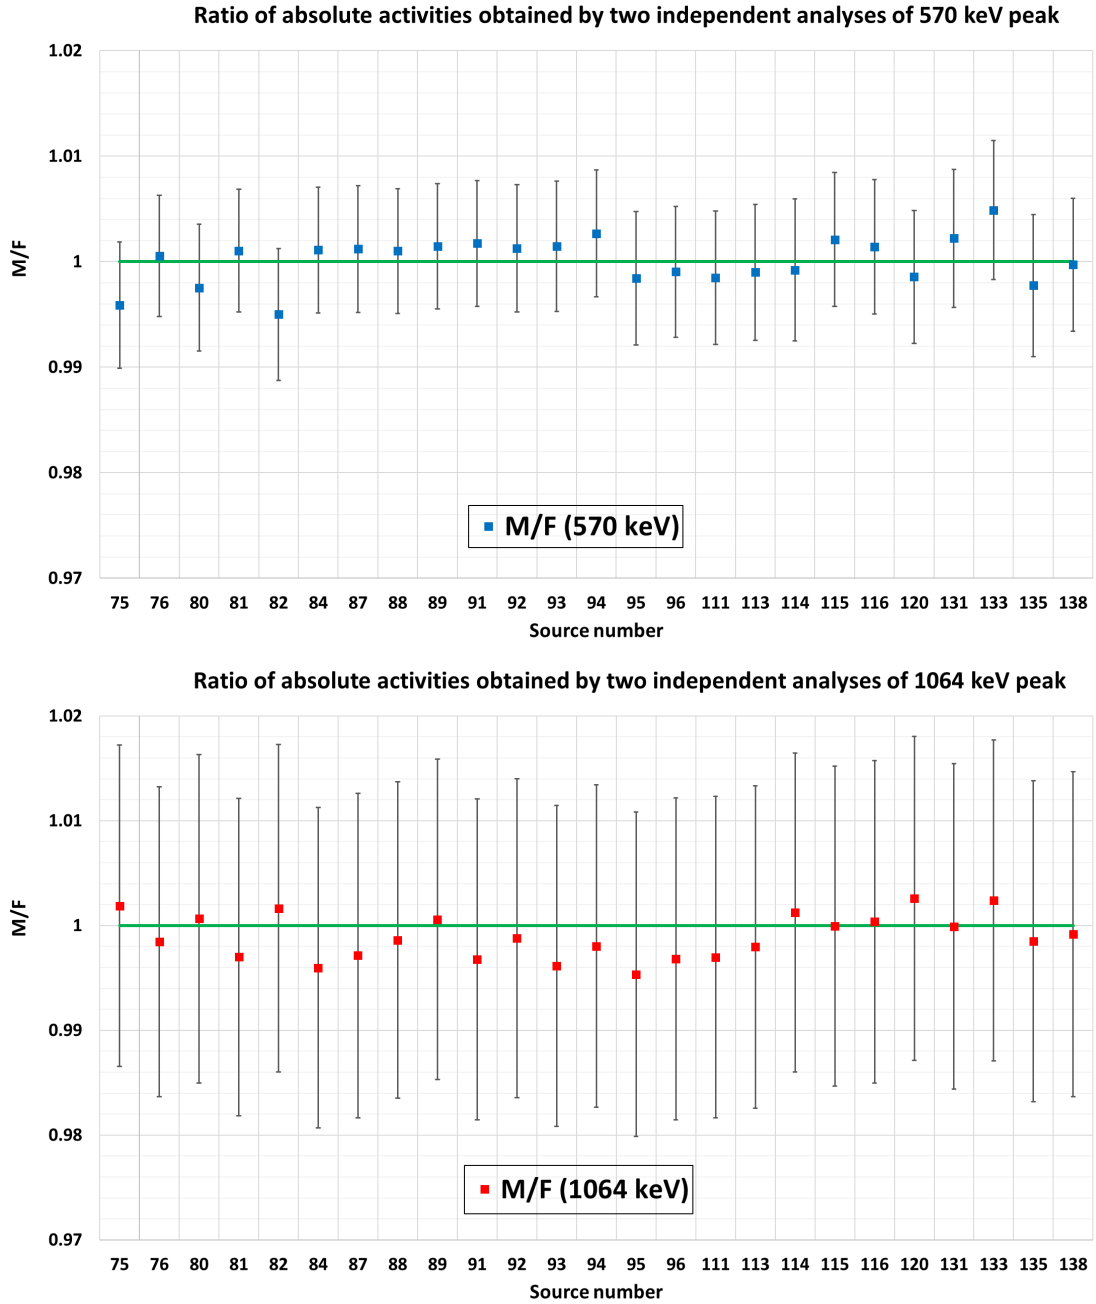 Ratio of absolute activities obtained by two independent analyses of 570 keV peak
1.02
1.01
1
0.99
0.98
0.97
M/F
M/F (570 keV)
75 76 80 81 82 84 87 88 89 91 92 93 94 95 96 111 113 114 115 116 120 131 133 135 138
Source number
Ratio of absolute activities obtained by two independent analyses of 1064 keV peak
1.02
1.01
1
0.99
0.98
0.97
M/F
M/F (1064 keV)
75 76 80 81 82 84 87 88 89 91 92 93 94 95 96 111 113 114 115 116 120 131 133 135 138
Source number